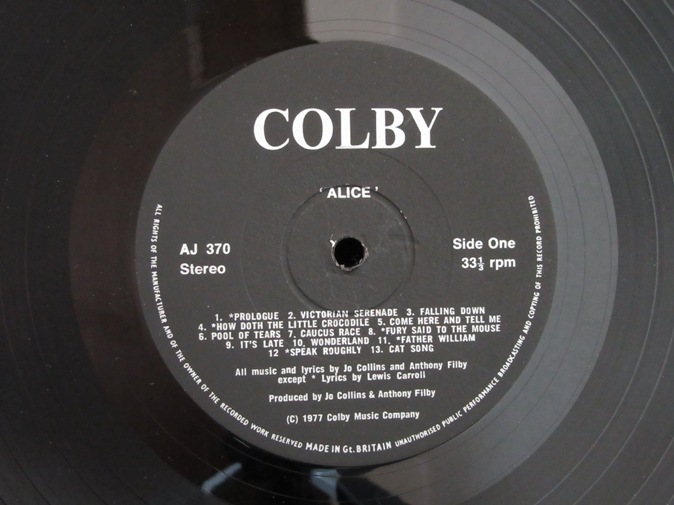 COLBY
'ALICE'
AJ 370
Stereo
Side One
33⅓ rpm
1. *PROLOGUE 2. VICTORIAN SERENADE 3. FALLING DOWN
4. *HOW DOTH THE LITTLE CROCODILE 5. COME HERE AND TELL ME
6. POOL OF TEARS 7. CAUCUS RACE 8. *FURY SAID TO THE MOUSE
9. IT'S LATE 10. WONDERLAND 11. *FATHER WILLIAM
12 *SPEAK ROUGHLY 13. CAT SONG
All music and lyrics by Jo Collins and Anthony Filby
except * Lyrics by Lewis Carroll
Produced by Jo Collins & Anthony Filby
(C) 1977 Colby Music Company
ALL RIGHTS OF THE MANUFACTURER AND OF THE OWNER OF THE RECORDED WORK RESERVED MADE IN Gt. BRITAIN UNAUTHORISED PUBLIC PERFORMANCE BROADCASTING AND COPYING OF THIS RECORD PROHIBITED